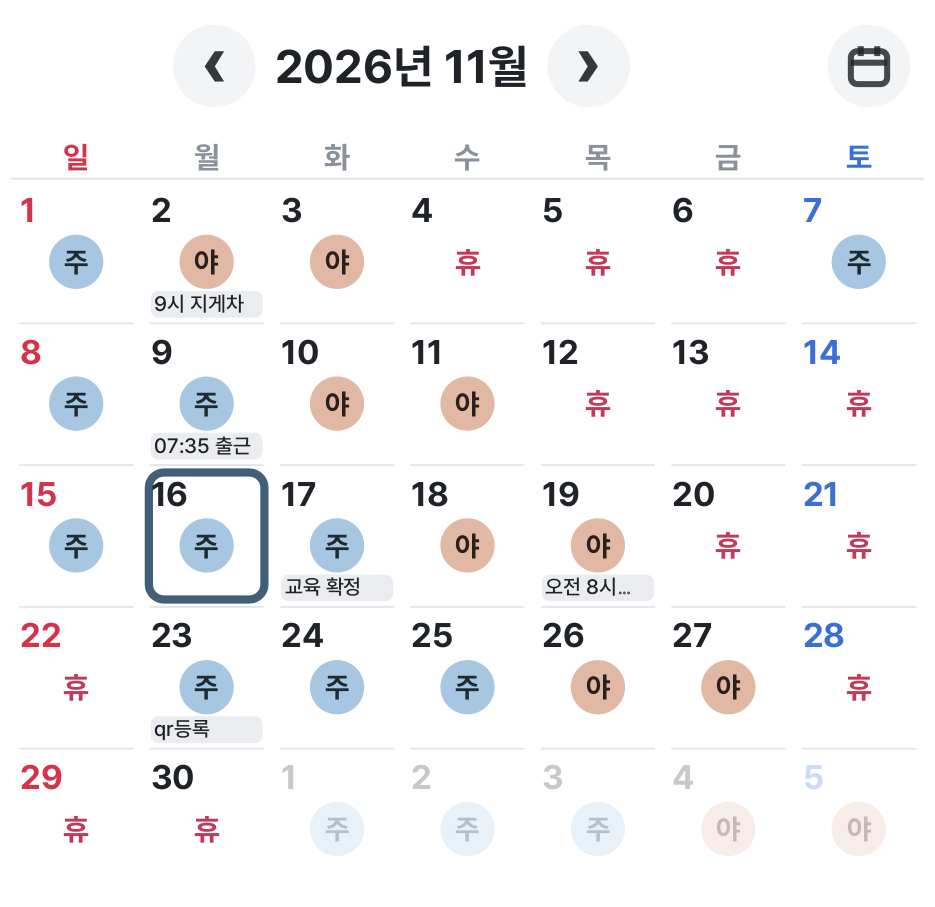 2026년 11월
일 월 화 수 목 금 토
1 2 3 4 5 6 7
주 야 야 휴 휴 휴 주
9시 지게차
8 9 10 11 12 13 14
주 주 야 야 휴 휴 휴
07:35 출근
15 16 17 18 19 20 21
주 주 주 야 야 휴 휴
교육 확정 오전 8시...
22 23 24 25 26 27 28
휴 주 주 주 야 야 휴
qr등록
29 30 1 2 3 4 5
휴 휴 주 주 주 야 야